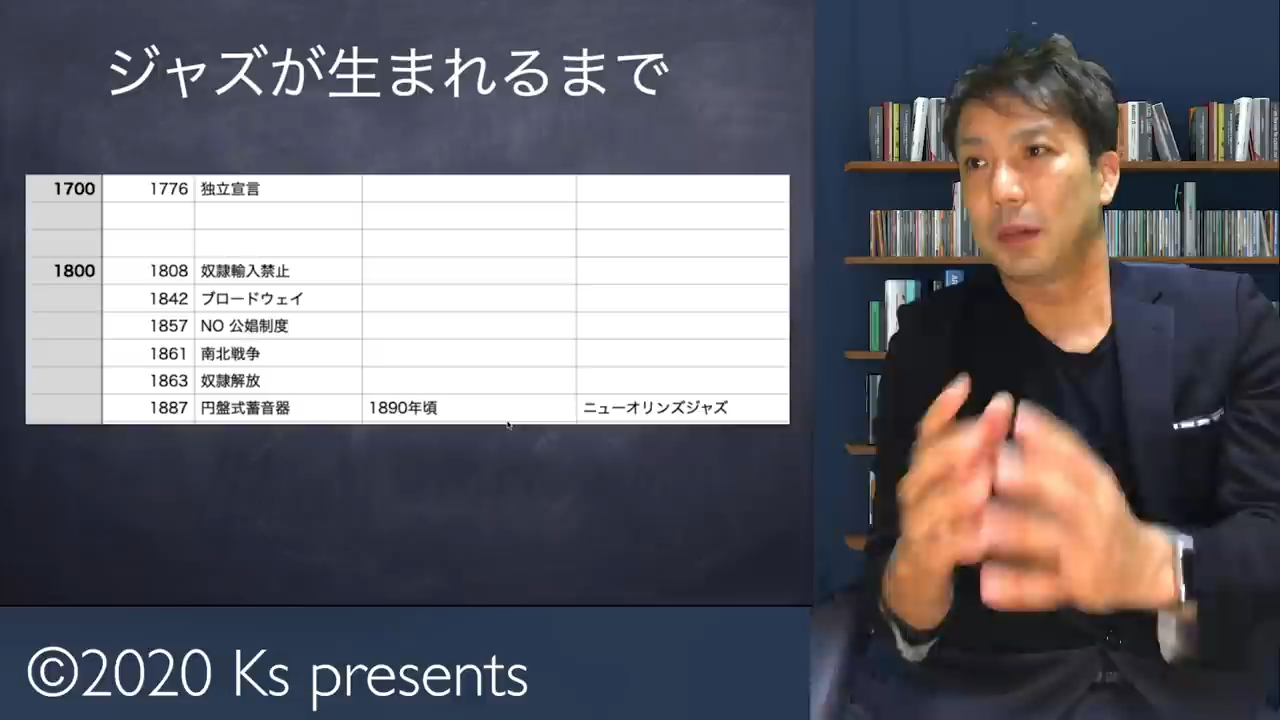 ジャズが生まれるまで
1700 1776 独立宣言
1800 1808 奴隷輸入禁止
1842 ブロードウェイ
1857 NO 公娼制度
1861 南北戦争
1863 奴隷解放
1887 円盤式蓄音器 1890年頃 ニューオリンズジャズ
©2020 Ks presents